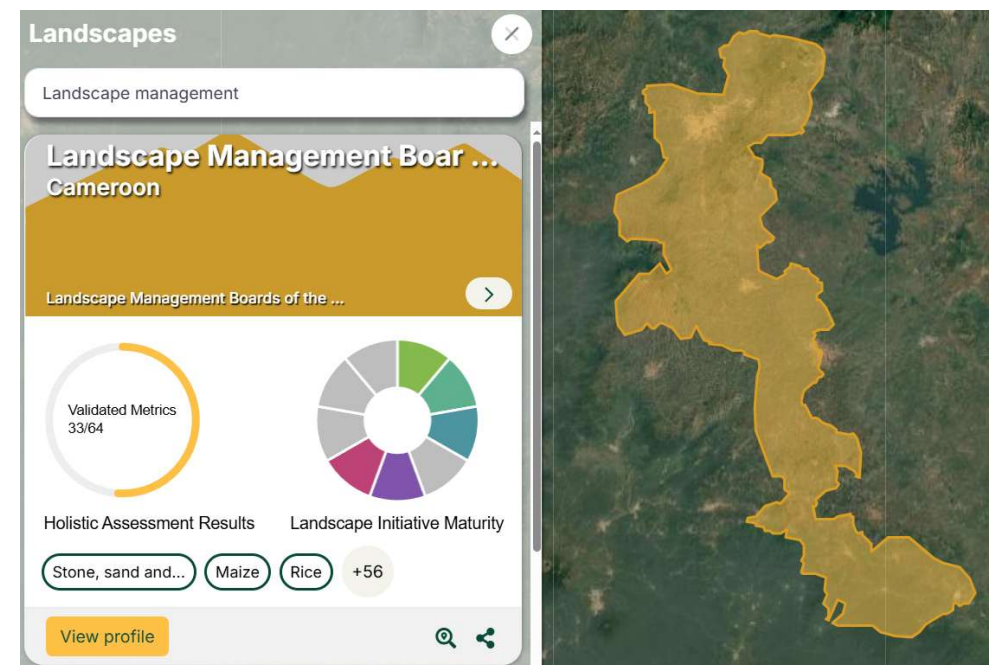 Landscapes
Landscape management
Landscape Management Boar ...
Cameroon
Landscape Management Boards of the ...
Validated Metrics
33/64
Holistic Assessment Results
Landscape Initiative Maturity
Stone, sand and...
Maize
Rice
+56
View profile